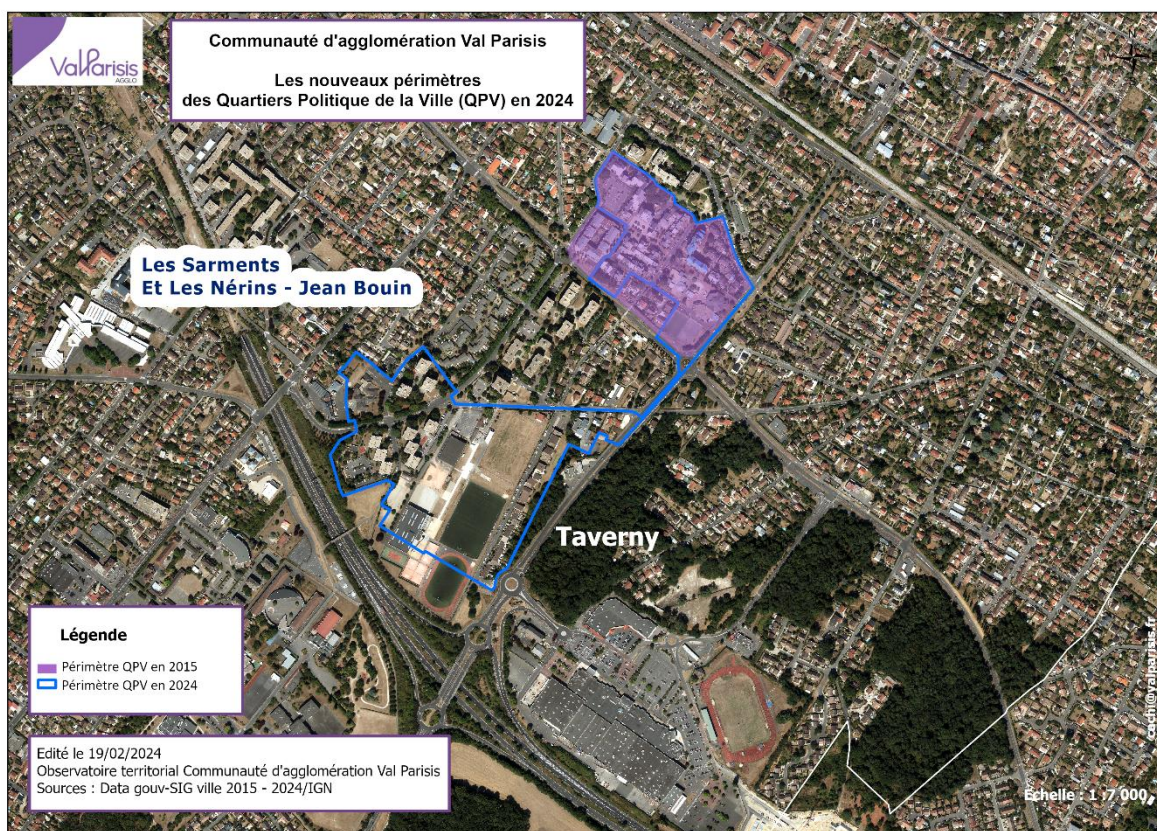 ValParisis
AGGLO
Communauté d'agglomération Val Parisis
Les nouveaux périmètres
des Quartiers Politique de la Ville (QPV) en 2024
Les Sarments
Et Les Nérins - Jean Bouin
Taverny
Légende
Périmètre QPV en 2015
Périmètre QPV en 2024
Edité le 19/02/2024
Observatoire territorial Communauté d'agglomération Val Parisis
Sources : Data gouv-SIG ville 2015 - 2024/IGN
Echelle : 1 :7 000